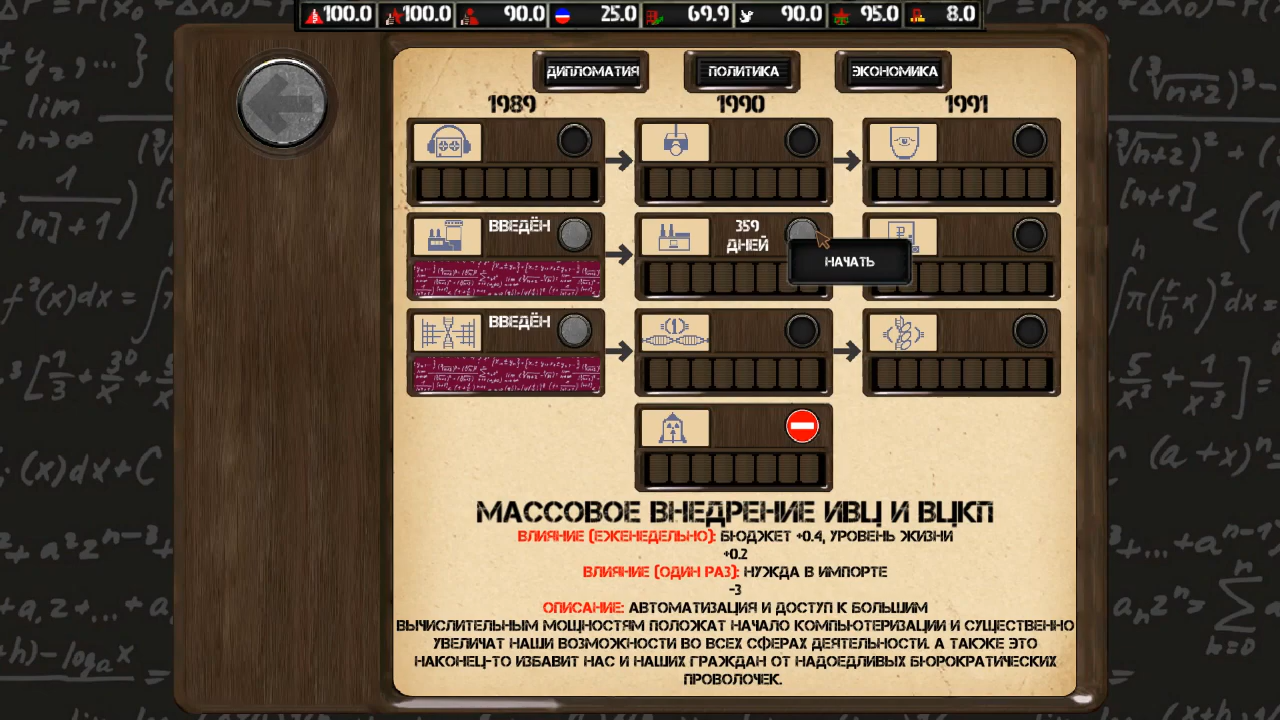 100.0 100.0 90.0 25.0 69.9 90.0 95.0 8.0
ДИПЛОМАТИЯ ПОЛИТИКА ЭКОНОМИКА
1989 1990 1991
ВВЕДЁН 359
ДНЕЙ
НАЧАТЬ
ВВЕДЁН
МАССОВОЕ ВНЕДРЕНИЕ ИВЦ И ВЦКП
ВЛИЯНИЕ (ЕЖЕНЕДЕЛЬНО): БЮДЖЕТ +0.4, УРОВЕНЬ ЖИЗНИ
+0.2
ВЛИЯНИЕ (ОДИН РАЗ): НУЖДА В ИМПОРТЕ
-3
ОПИСАНИЕ: АВТОМАТИЗАЦИЯ И ДОСТУП К БОЛЬШИМ
ВЫЧИСЛИТЕЛЬНЫМ МОЩНОСТЯМ ПОЛОЖАТ НАЧАЛО КОМПЬЮТЕРИЗАЦИИ И СУЩЕСТВЕННО
УВЕЛИЧАТ НАШИ ВОЗМОЖНОСТИ ВО ВСЕХ СФЕРАХ ДЕЯТЕЛЬНОСТИ. А ТАКЖЕ ЭТО
НАКОНЕЦ-ТО ИЗБАВИТ НАС И НАШИХ ГРАЖДАН ОТ НАДОЕДЛИВЫХ БЮРОКРАТИЧЕСКИХ
ПРОВОЛОЧЕК.